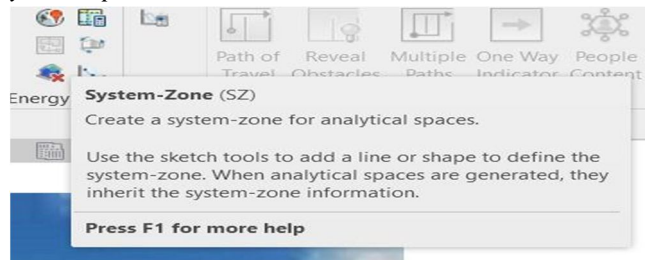 Path of Reveal Multiple One Way People
Travel Obstacles Paths Indicator Content
Energy
System-Zone (SZ)
Create a system-zone for analytical spaces.
Use the sketch tools to add a line or shape to define the
system-zone. When analytical spaces are generated, they
inherit the system-zone information.
Press F1 for more help